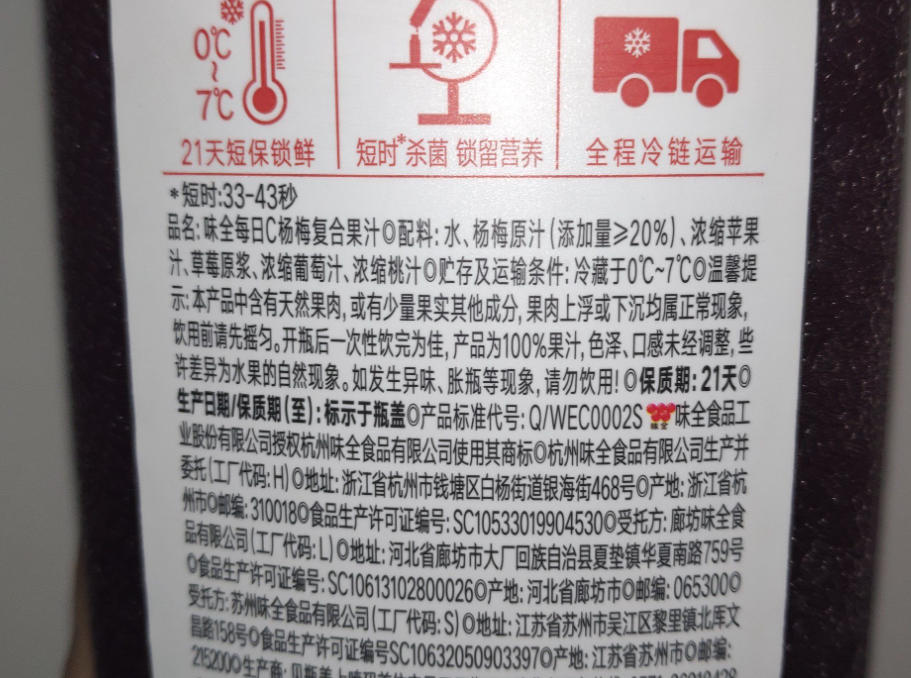 0℃
~
7℃
21天短保锁鲜
短时*杀菌 锁留营养
全程冷链运输
*短时:33-43秒
品名: 味全每日C杨梅复合果汁◎配料: 水、杨梅原汁(添加量≥20%)、浓缩苹果
汁、草莓原浆、浓缩葡萄汁、浓缩桃汁◎贮存及运输条件: 冷藏于0℃~7℃◎温馨提
示: 本产品中含有天然果肉, 或有少量果实其他成分, 果肉上浮或下沉均属正常现象,
饮用前请先摇匀。开瓶后一次性饮完为佳, 产品为100%果汁, 色泽、口感未经调整, 些
许差异为水果的自然现象。如发生异味、胀瓶等现象, 请勿饮用! ◎保质期: 21天◎
生产日期/保质期(至): 标示于瓶盖◎产品标准代号: Q/WEC0002S 味全 味全食品工
业股份有限公司授权杭州味全食品有限公司使用其商标◎杭州味全食品有限公司生产并
委托(工厂代码: H)◎地址: 浙江省杭州市钱塘区白杨街道银海街468号◎产地: 浙江省杭
州市◎邮编: 310018◎食品生产许可证编号: SC10533019904530◎受托方: 廊坊味全食
品有限公司(工厂代码: L)◎地址: 河北省廊坊市大厂回族自治县夏垫镇华夏南路759号
◎食品生产许可证编号: SC10613102800026◎产地: 河北省廊坊市◎邮编: 065300◎
受托方: 苏州味全食品有限公司(工厂代码: S)◎地址: 江苏省苏州市吴江区黎里镇北厍文
昌路158号◎食品生产许可证编号SC10632050903397◎产地: 江苏省苏州市◎邮编:
215200◎生产商: 见瓶盖上喷码首位